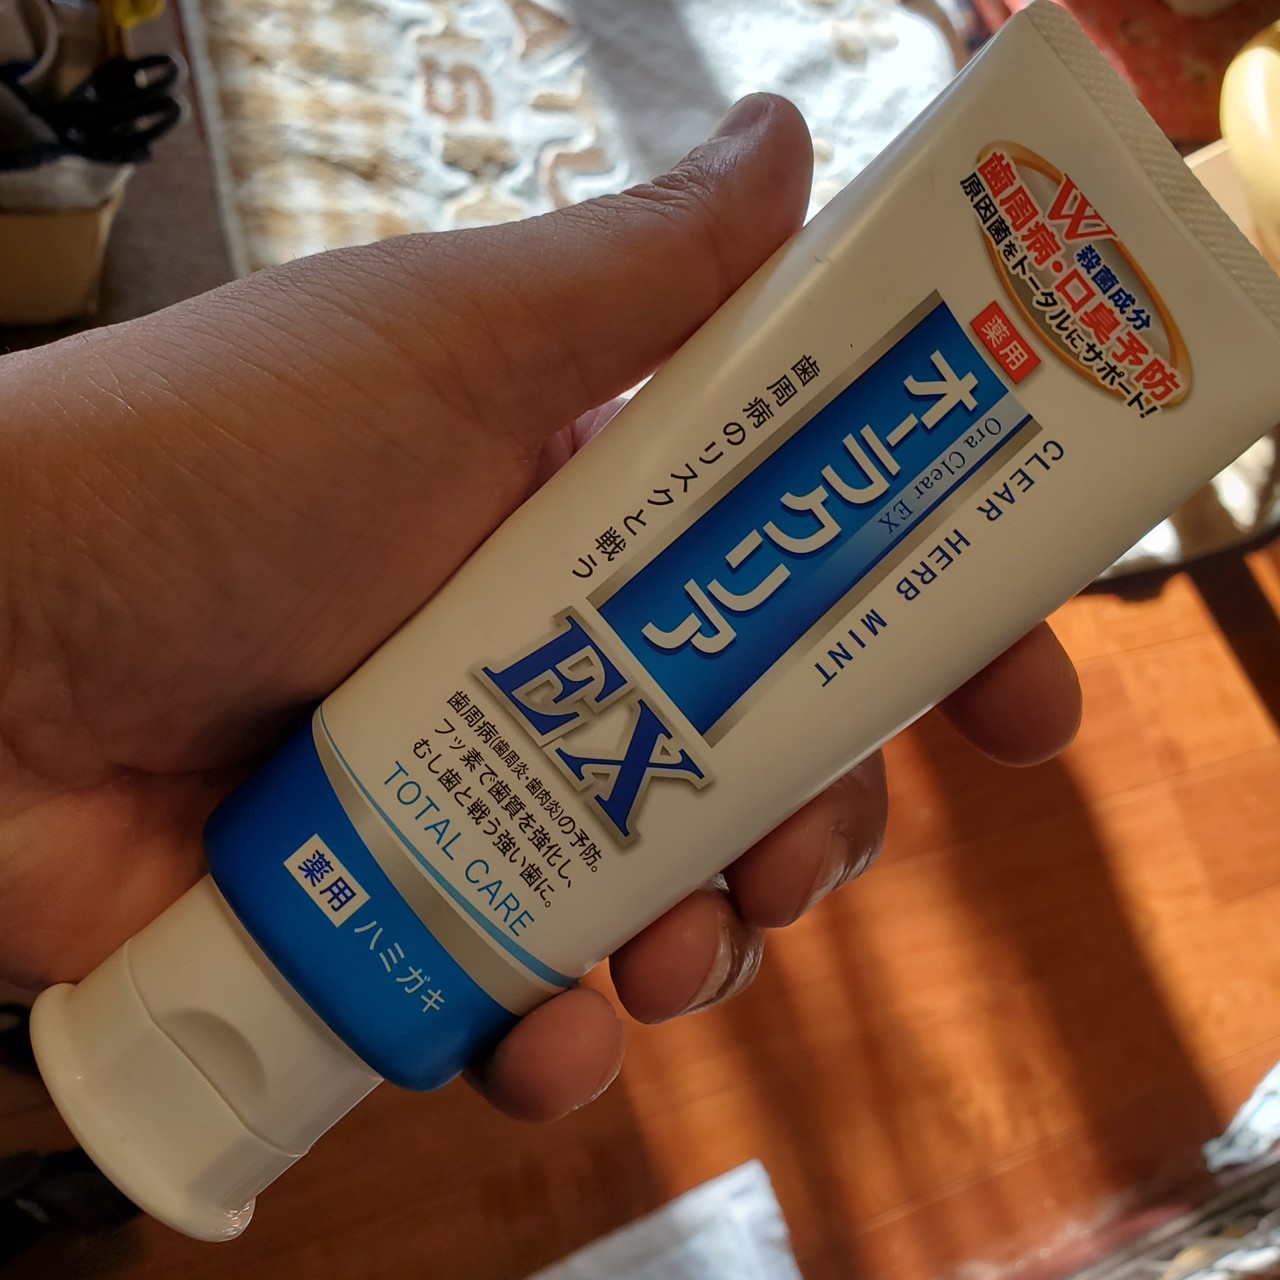 W
殺菌成分
歯周病・口臭予防
原因菌をトータルにサポート!
薬用
オーラクリア
Ora Clear EX
CLEAR HERB MINT
歯周病のリスクと戦う
EX
歯周病(歯周炎・歯肉炎)の予防。
フッ素で歯質を強化し、
むし歯と戦う強い歯に。
TOTAL CARE
薬用 ハミガキ